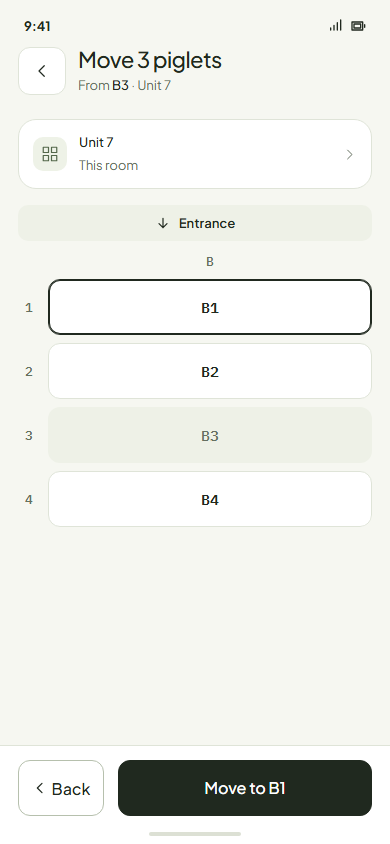 9:41
Move 3 piglets
From B3 · Unit 7
Unit 7
This room
Entrance
B
1 B1
2 B2
3 B3
4 B4
Back
Move to B1